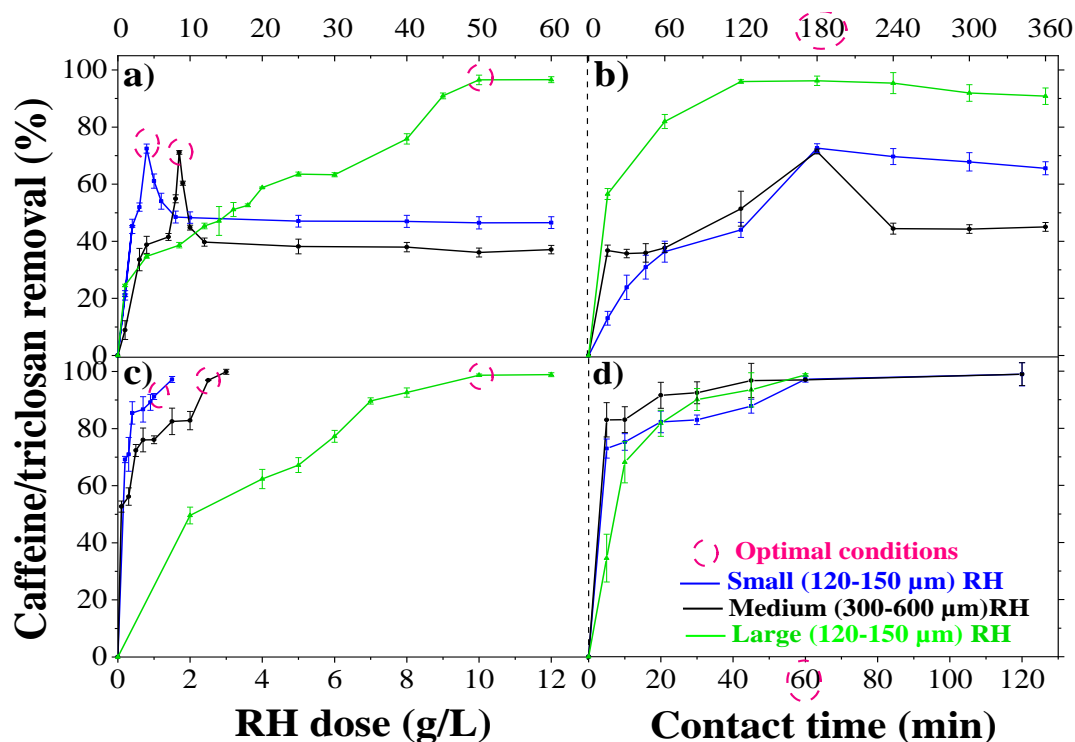 0 10 20 30 40 50 60 0 60 120 180 240 300 360
a) b)
100
80
60
40
20
0
c) d)
100
80
60
40
20
0
Caffeine/triclosan removal (%)
Optimal conditions
Small (120-150 μm) RH
Medium (300-600 μm)RH
Large (120-150 μm) RH
0 2 4 6 8 10 12 0 20 40 60 80 100 120
RH dose (g/L) Contact time (min)